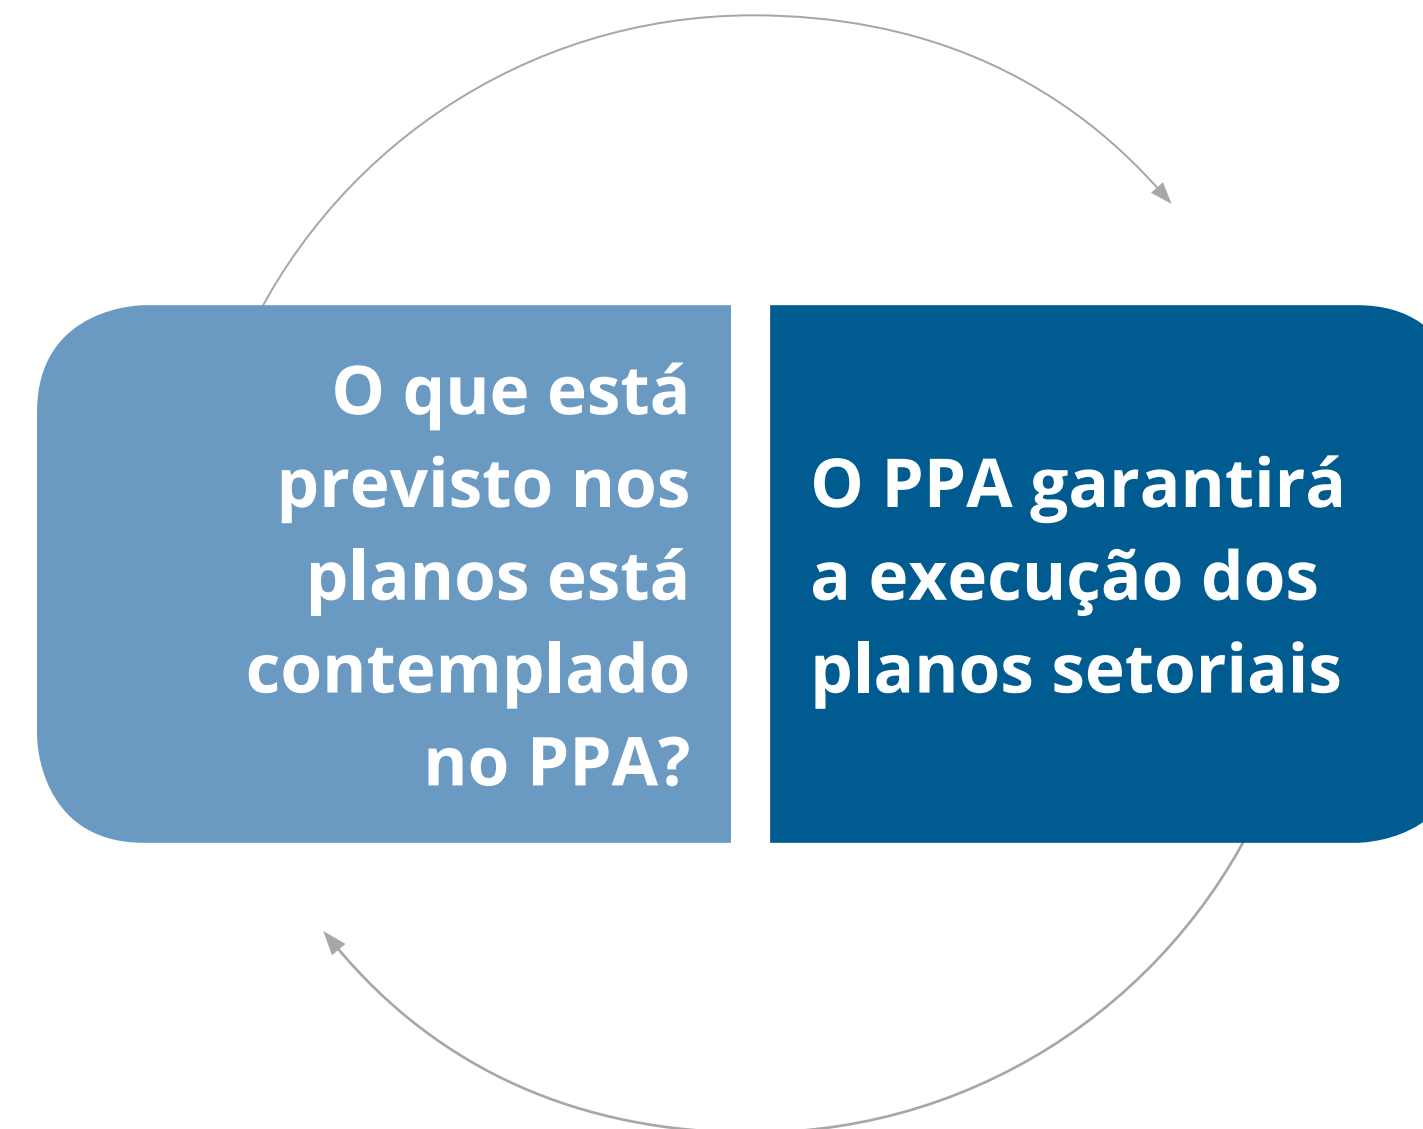 O que está
previsto nos
planos está
contemplado
no PPA?
O PPA garantirá
a execução dos
planos setoriais